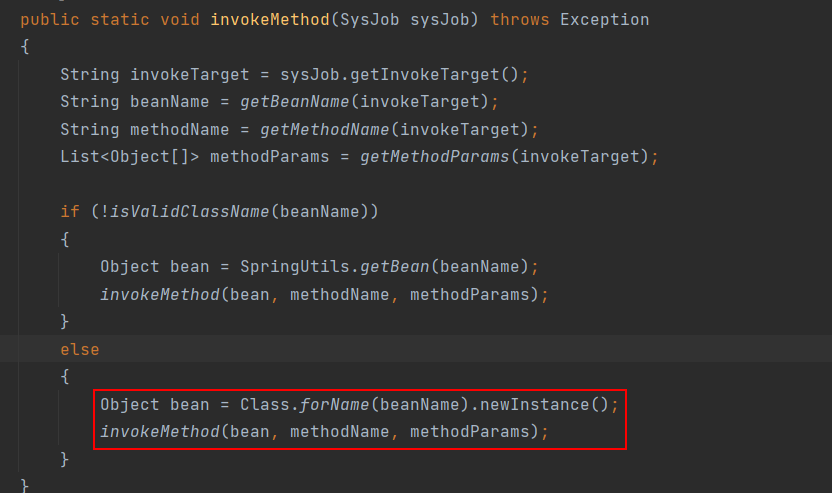 public static void invokeMethod(SysJob sysJob) throws Exception
{
String invokeTarget = sysJob.getInvokeTarget();
String beanName = getBeanName(invokeTarget);
String methodName = getMethodName(invokeTarget);
List<Object[]> methodParams = getMethodParams(invokeTarget);
if (!isValidClassName(beanName))
{
Object bean = SpringUtils.getBean(beanName);
invokeMethod(bean, methodName, methodParams);
}
else
{
Object bean = Class.forName(beanName).newInstance();
invokeMethod(bean, methodName, methodParams);
}
}